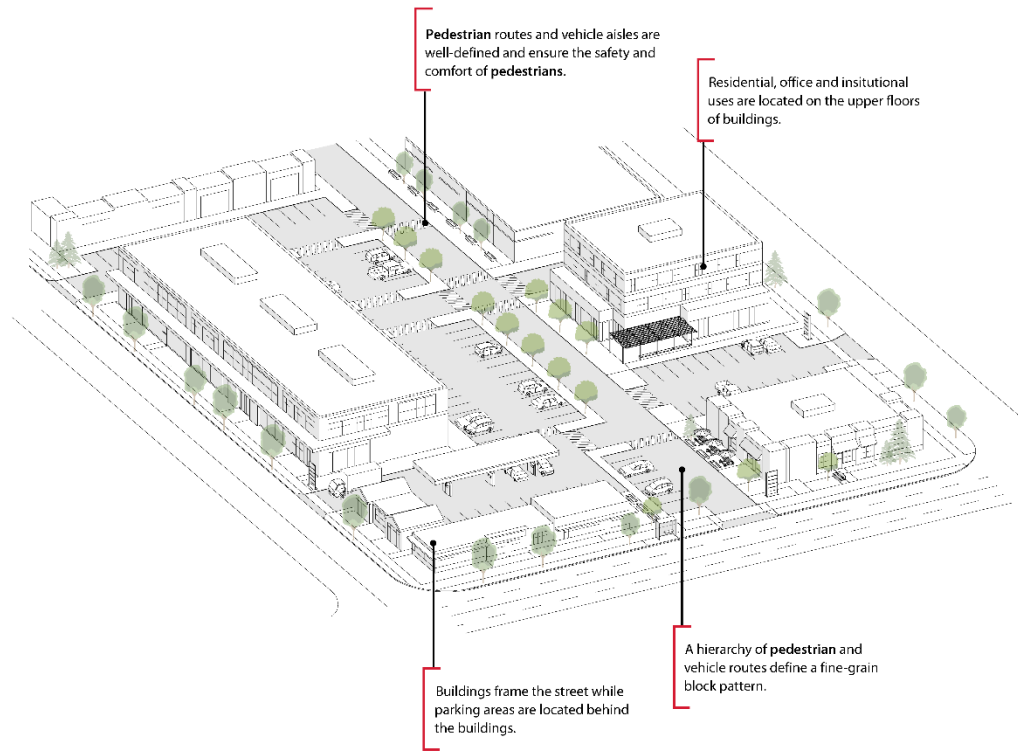 Pedestrian routes and vehicle aisles are
well-defined and ensure the safety and
comfort of pedestrians.
Residential, office and insitutional
uses are located on the upper floors
of buildings.
A hierarchy of pedestrian and
vehicle routes define a fine-grain
block pattern.
Buildings frame the street while
parking areas are located behind
the buildings.